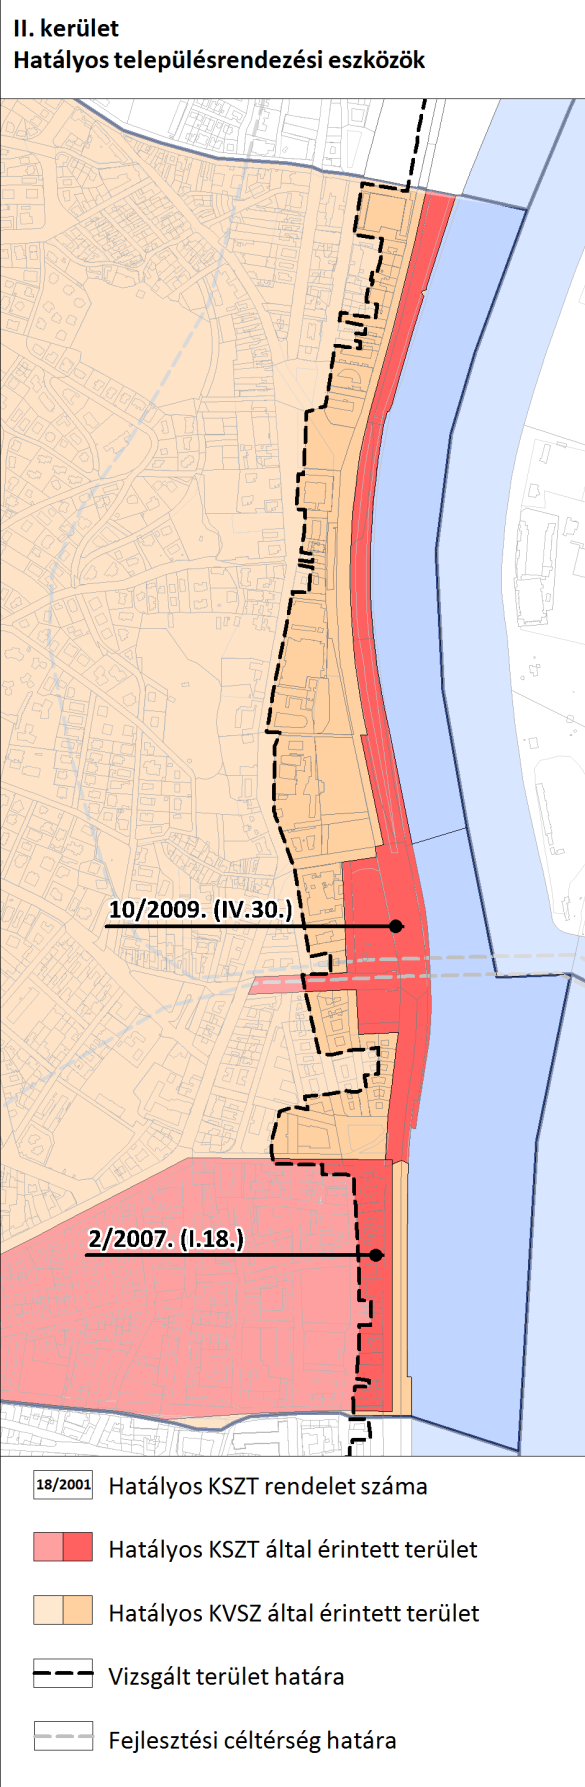 II. kerület
Hatályos településrendezési eszközök
10/2009. (IV.30.)
2/2007. (I.18.)
18/2001 Hatályos KSZT rendelet száma
Hatályos KSZT által érintett terület
Hatályos KVSZ által érintett terület
Vizsgált terület határa
Fejlesztési céltérség határa